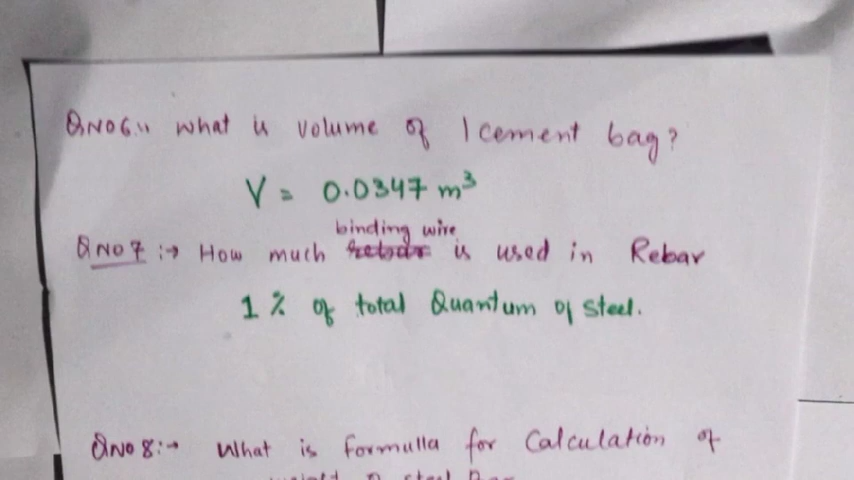 QNO6:, What is volume of 1 cement bag?
V = 0.0347 m³
binding wire
QNO7 :→ How much is used in Rebar
1 % of total Quantum of steel.
QNO 8:→ What is formulla for Calculation of